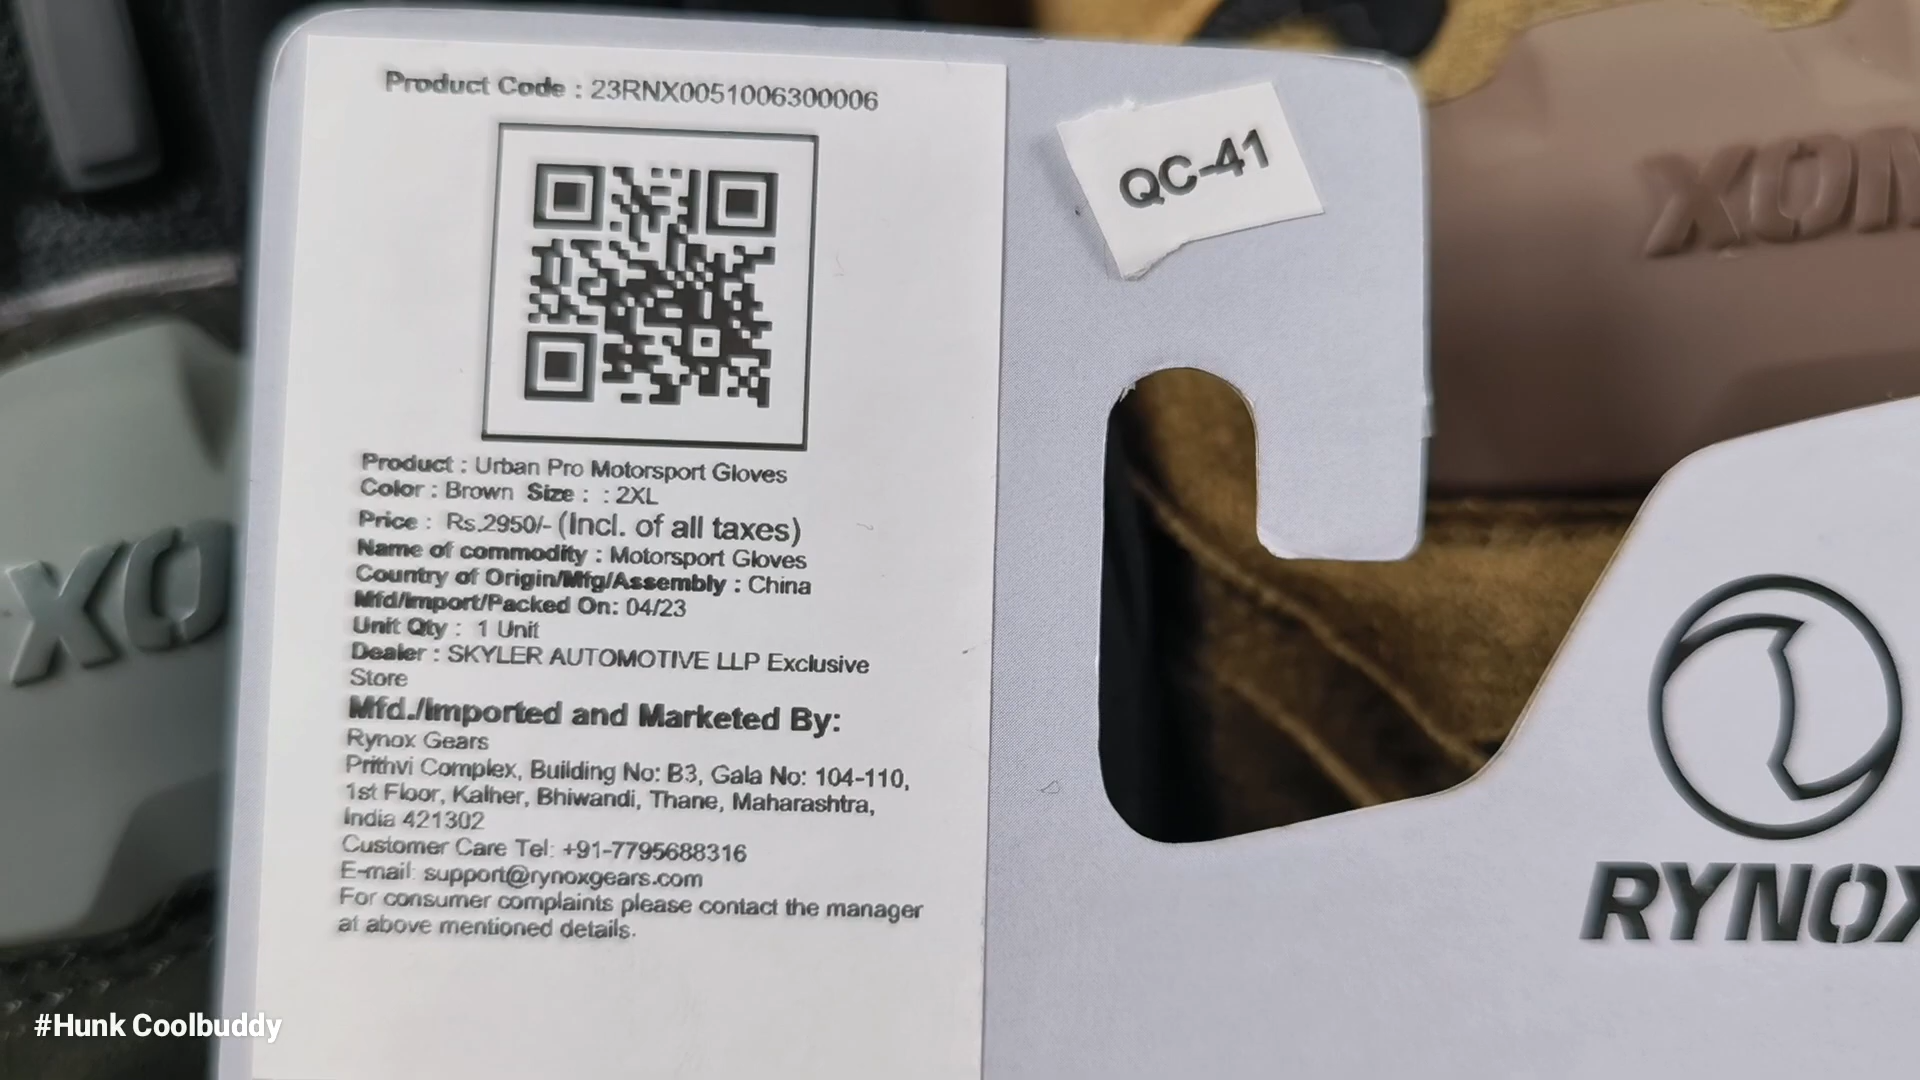 Product Code : 23RNX0051006300006
QC-41
Product : Urban Pro Motorsport Gloves
Color : Brown Size : : 2XL
Price : Rs.2950/- (Incl. of all taxes)
Name of commodity : Motorsport Gloves
Country of Origin/Mfg/Assembly : China
Mfd/Import/Packed On: 04/23
Unit Qty : 1 Unit
Dealer : SKYLER AUTOMOTIVE LLP Exclusive
Store
Mfd./Imported and Marketed By:
Rynox Gears
Prithvi Complex, Building No: B3, Gala No: 104-110,
1st Floor, Kalher, Bhiwandi, Thane, Maharashtra,
India 421302
Customer Care Tel: +91-7795688316
E-mail: support@rynoxgears.com
For consumer complaints please contact the manager
at above mentioned details.
RYNOX
#Hunk Coolbuddy